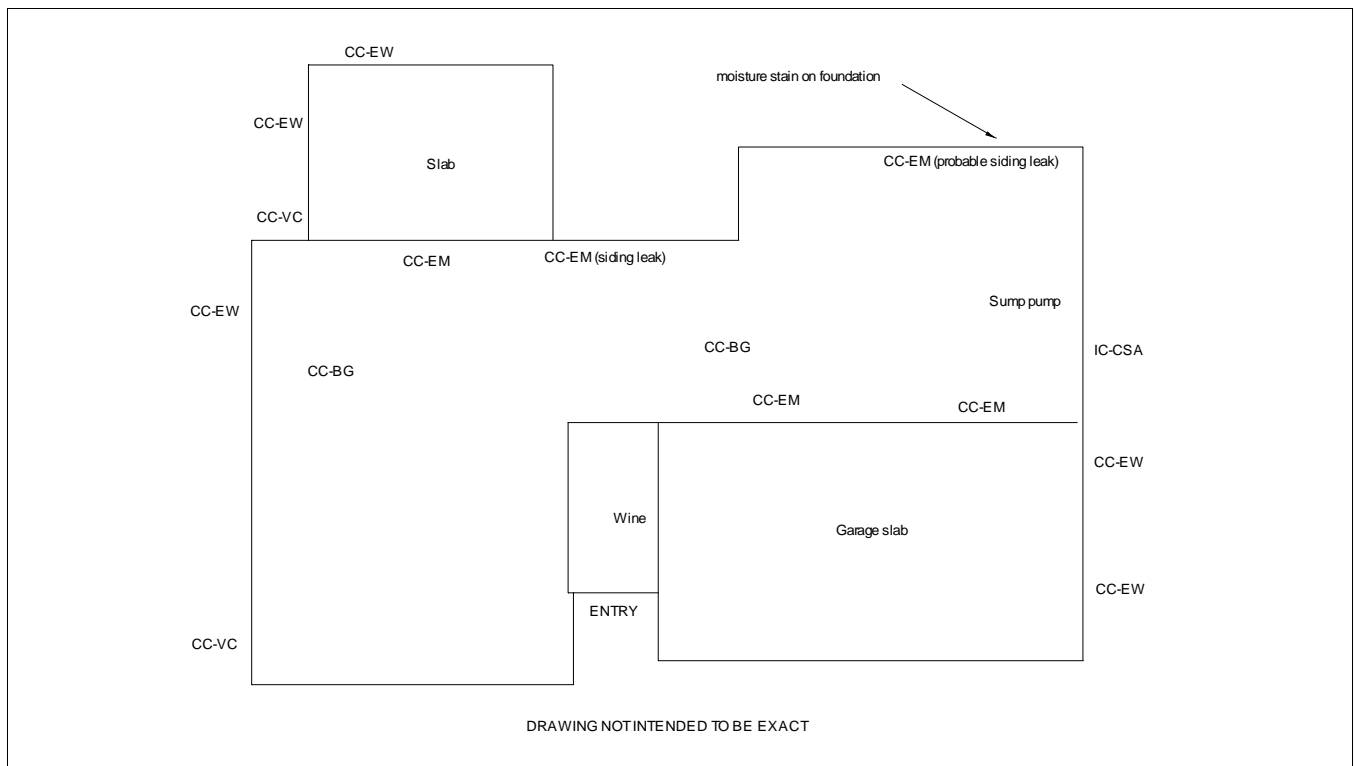 CC-EW
moisture stain on foundation
CC-EW
CC-EM (probable siding leak)
Slab
CC-VC
CC-EM
CC-EM (siding leak)
CC-EW
Sump pump
CC-BG
IC-CSA
CC-BG
CC-EM
CC-EM
CC-EW
Wine
Garage slab
CC-EW
ENTRY
CC-VC
DRAWING NOT INTENDED TO BE EXACT